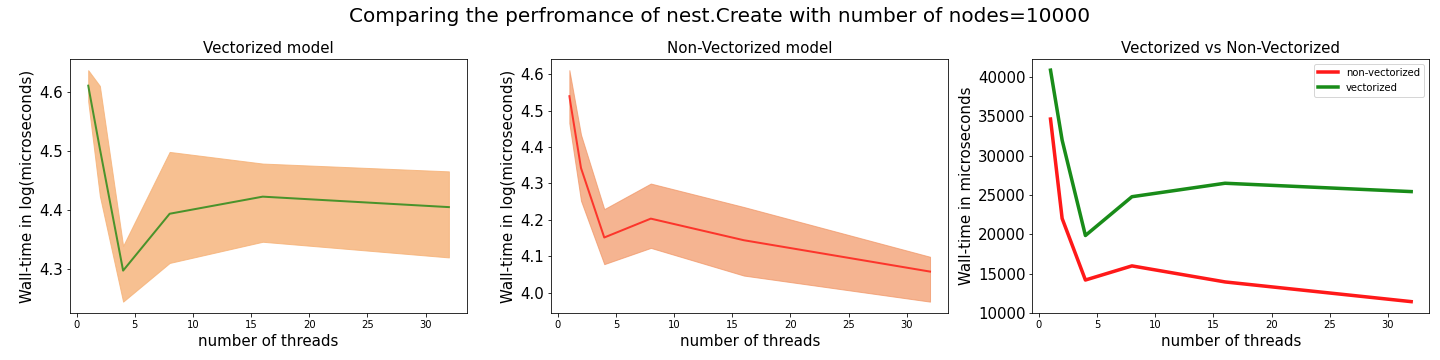 Comparing the perfromance of nest.Create with number of nodes=10000
Vectorized model
Wall-time in log(microseconds)
4.6
4.5
4.4
4.3
0 5 10 15 20 25 30
number of threads
Non-Vectorized model
Wall-time in log(microseconds)
4.6
4.5
4.4
4.3
4.2
4.1
4.0
0 5 10 15 20 25 30
number of threads
Vectorized vs Non-Vectorized
non-vectorized
vectorized
Wall-time in microseconds
40000
35000
30000
25000
20000
15000
10000
0 5 10 15 20 25 30
number of threads